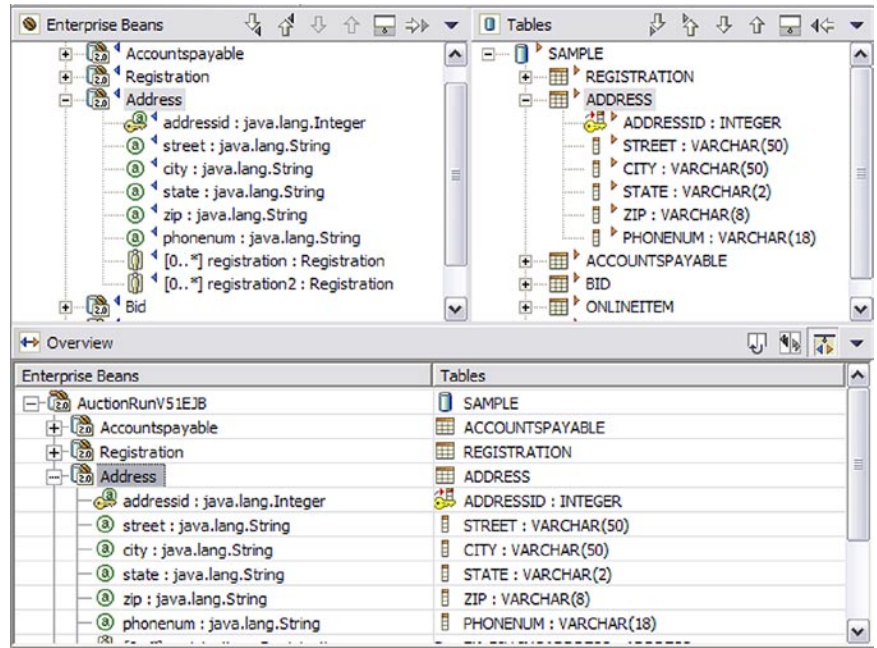 Enterprise Beans
Accountspayable
Registration
Address
addressid : java.lang.Integer
street : java.lang.String
city : java.lang.String
state : java.lang.String
zip : java.lang.String
phonenum : java.lang.String
[0..*] registration : Registration
[0..*] registration2 : Registration
Bid
Tables
SAMPLE
REGISTRATION
ADDRESS
ADDRESSID : INTEGER
STREET : VARCHAR(50)
CITY : VARCHAR(50)
STATE : VARCHAR(2)
ZIP : VARCHAR(8)
PHONENUM : VARCHAR(18)
ACCOUNTSPAYABLE
BID
ONLINEITEM
Overview
Enterprise Beans Tables
AuctionRunV51EJB SAMPLE
Accountspayable ACCOUNTSPAYABLE
Registration REGISTRATION
Address ADDRESS
addressid : java.lang.Integer ADDRESSID : INTEGER
street : java.lang.String STREET : VARCHAR(50)
city : java.lang.String CITY : VARCHAR(50)
state : java.lang.String STATE : VARCHAR(2)
zip : java.lang.String ZIP : VARCHAR(8)
phonenum : java.lang.String PHONENUM : VARCHAR(18)